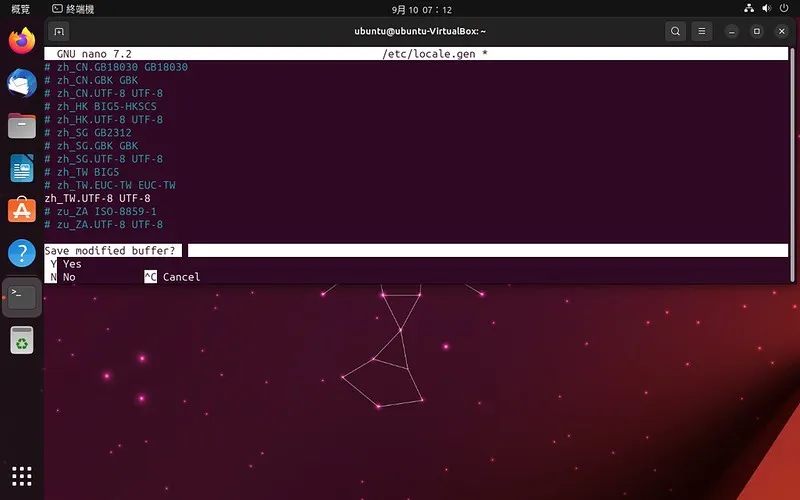 概覽 終端機 9月 10 07：12
ubuntu@ubuntu-VirtualBox: ~
GNU nano 7.2 /etc/locale.gen *
# zh_CN.GB18030 GB18030
# zh_CN.GBK GBK
# zh_CN.UTF-8 UTF-8
# zh_HK BIG5-HKSCS
# zh_HK.UTF-8 UTF-8
# zh_SG GB2312
# zh_SG.GBK GBK
# zh_SG.UTF-8 UTF-8
# zh_TW BIG5
# zh_TW.EUC-TW EUC-TW
zh_TW.UTF-8 UTF-8
# zu_ZA ISO-8859-1
# zu_ZA.UTF-8 UTF-8
Save modified buffer?
Y Yes
N No ^C Cancel